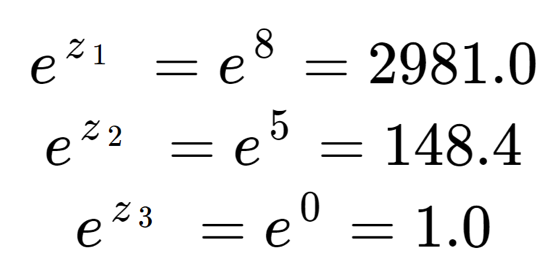 e^{z_1} = e^8 = 2981.0
e^{z_2} = e^5 = 148.4
e^{z_3} = e^0 = 1.0